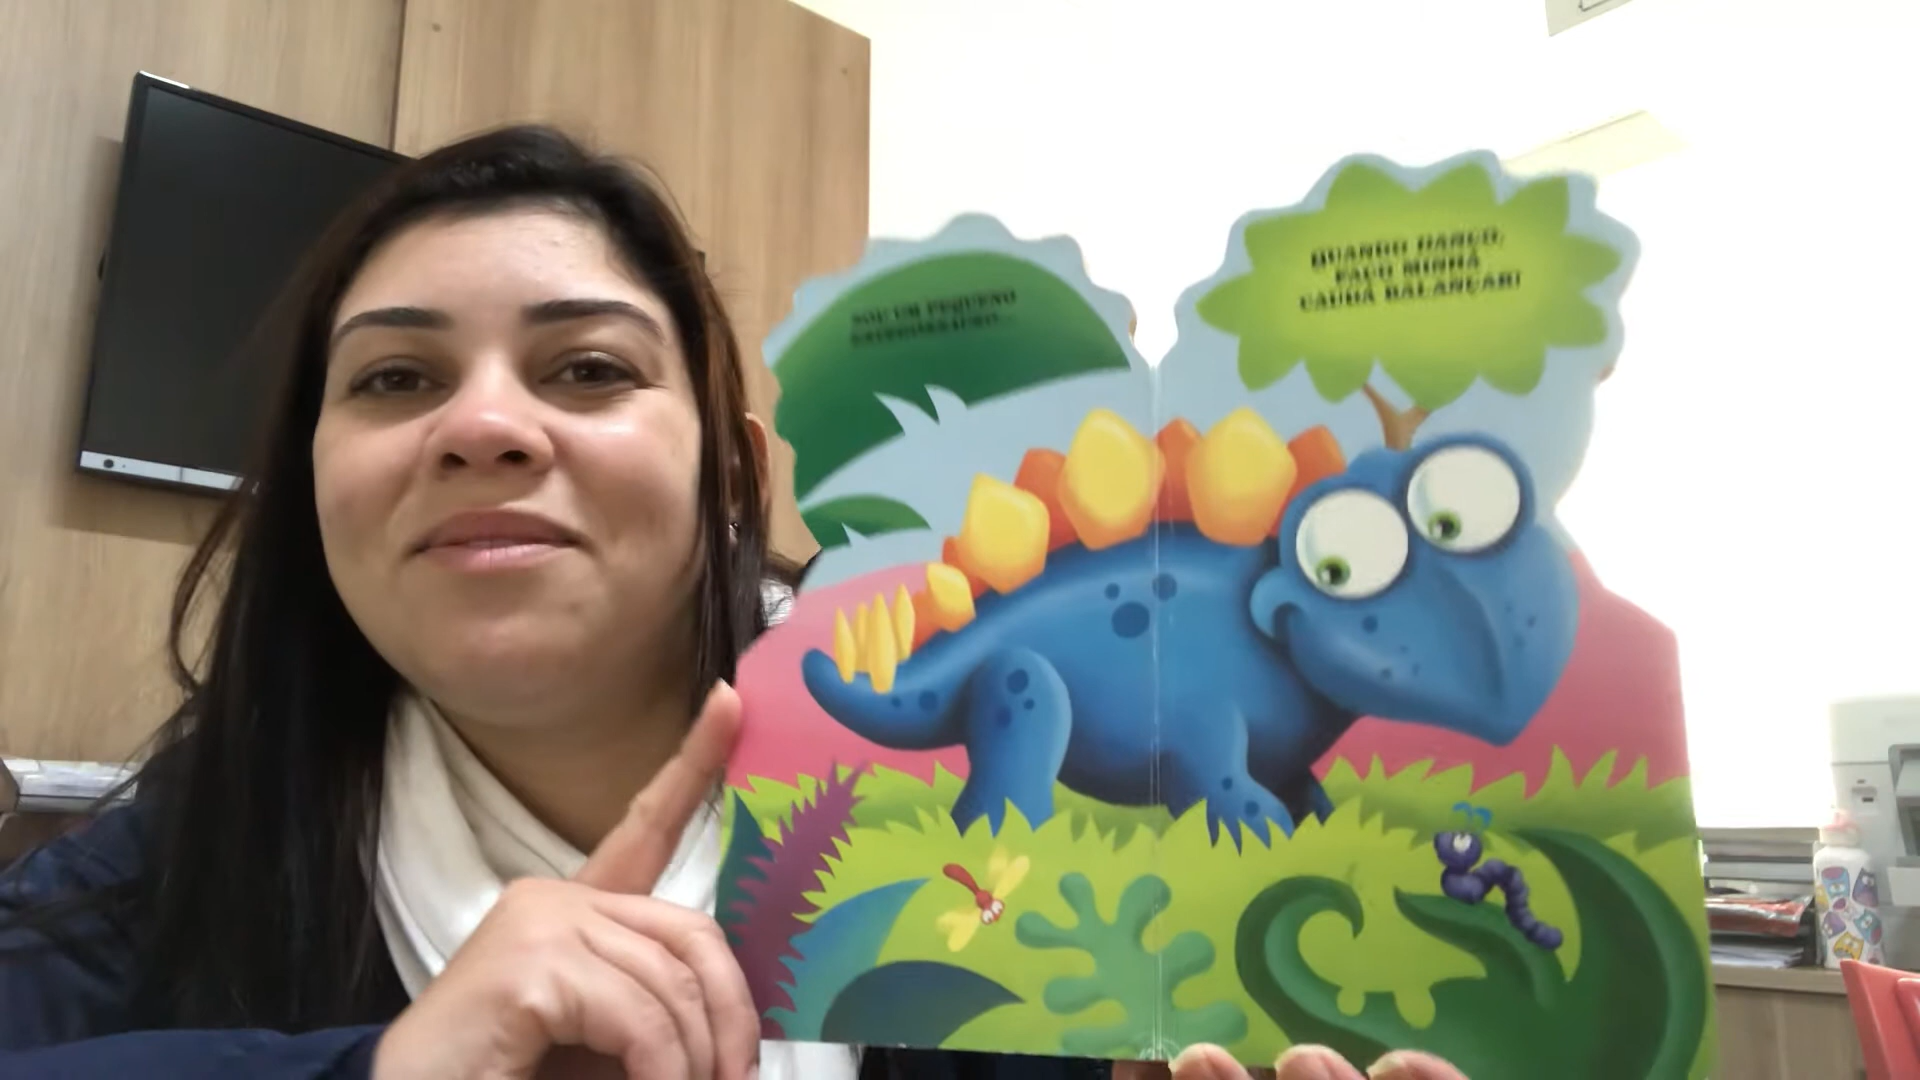 SOU UM PEQUENO
QUANDO DANÇO,
FAÇO MINHA
CAUDA BALANÇAR!